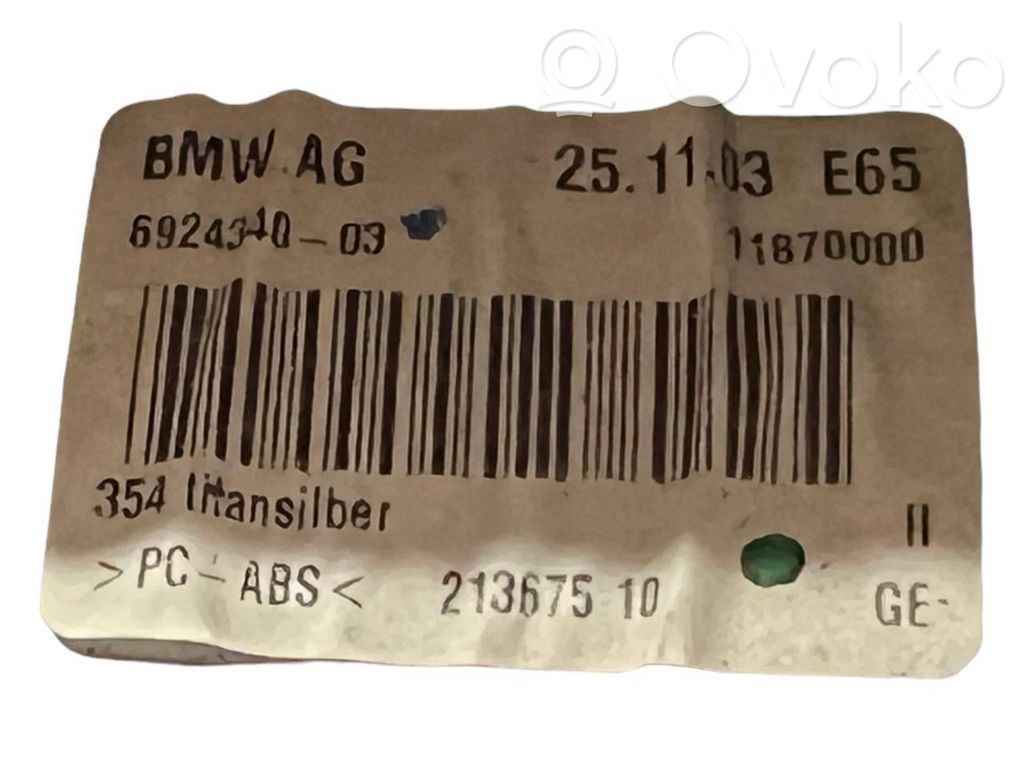 Ovoko
BMW AG 25.11.03 E65
6924310-03 11870000
354 titansilber II
>PC-ABS< 213675 10 GE-